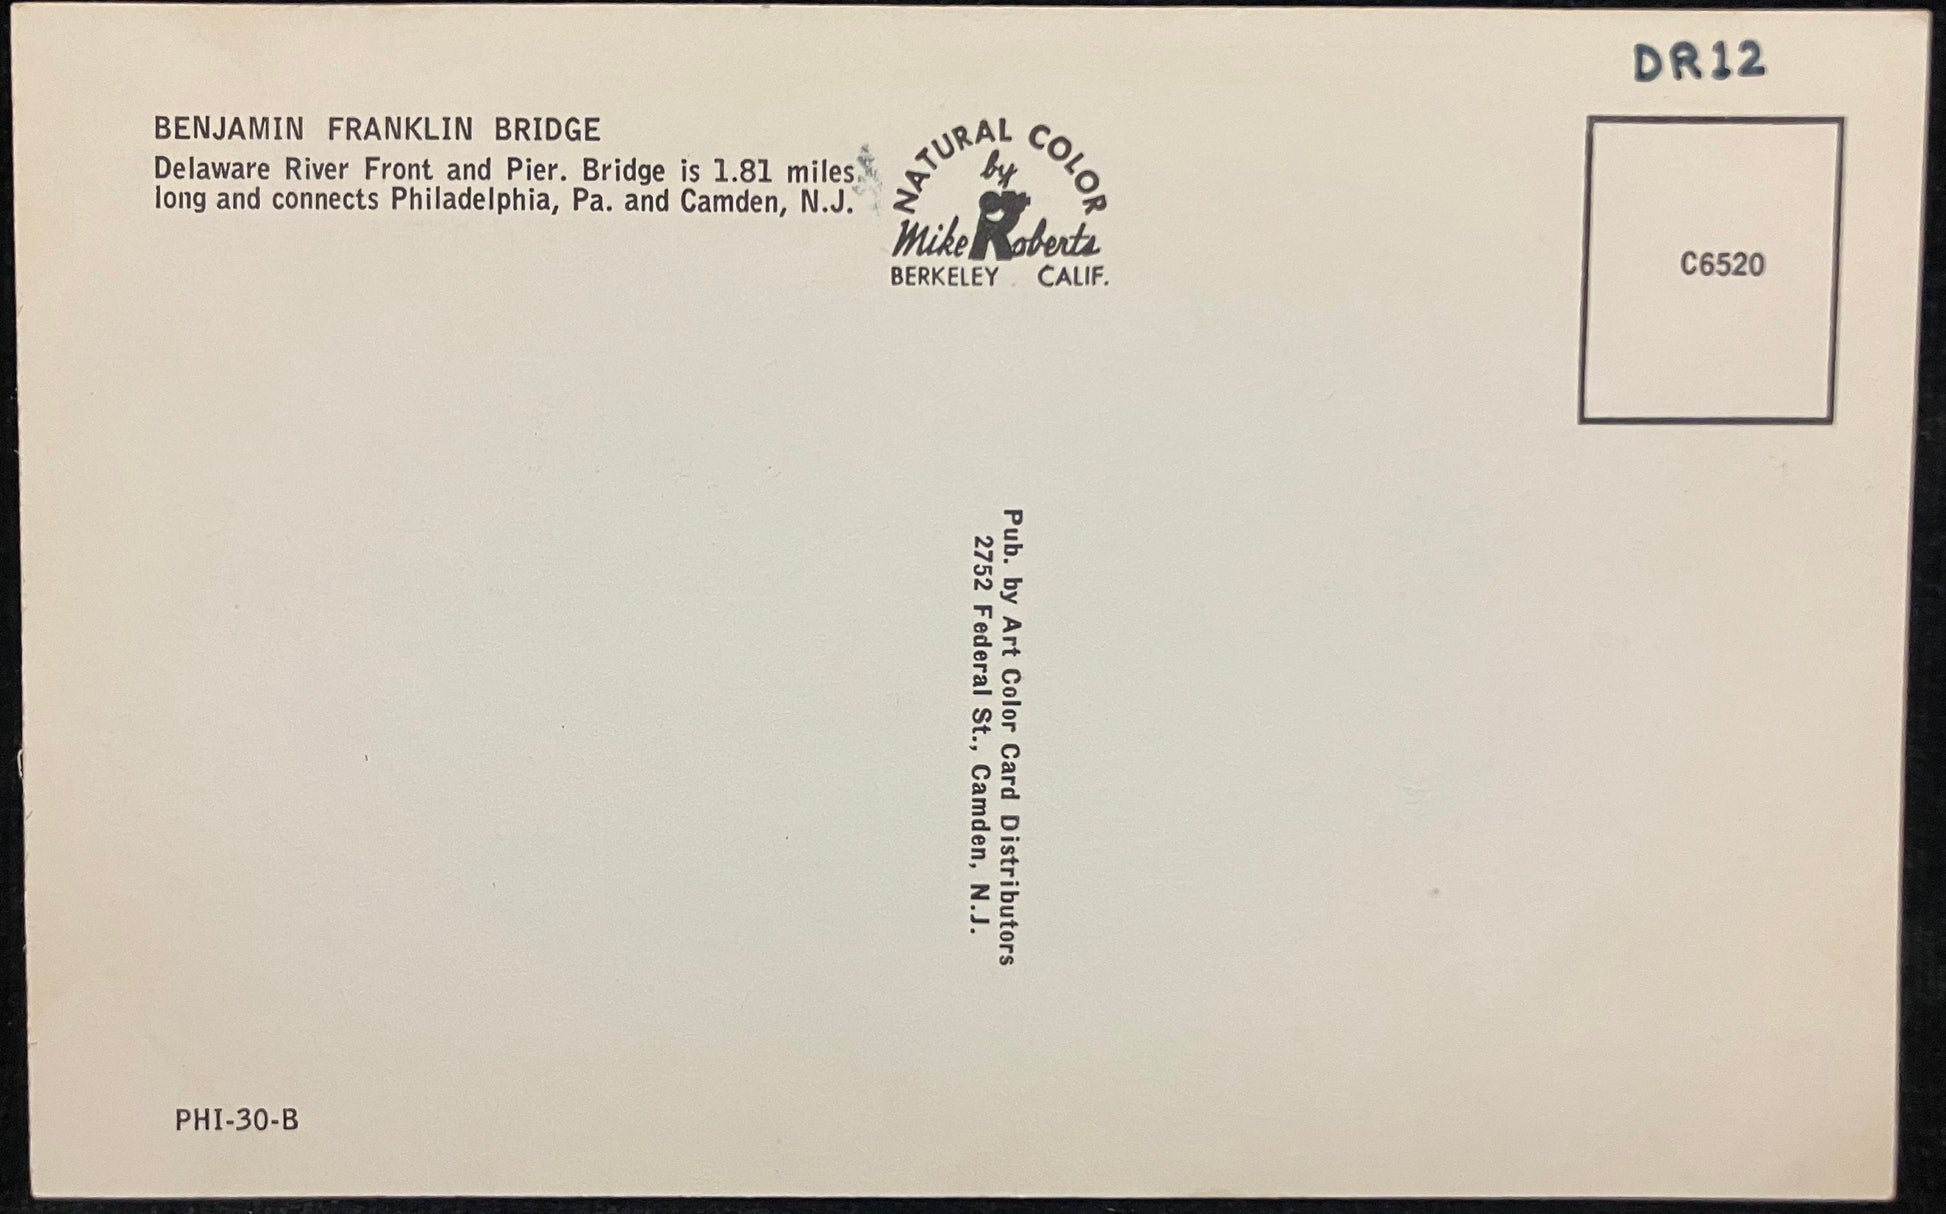 DR12
BENJAMIN FRANKLIN BRIDGE
Delaware River Front and Pier. Bridge is 1.81 miles
long and connects Philadelphia, Pa. and Camden, N.J.
NATURAL COLOR
by
Mike Roberts
BERKELEY CALIF.
C6520
Pub. by Art Color Card Distributors
2752 Federal St., Camden, N.J.
PHI-30-B